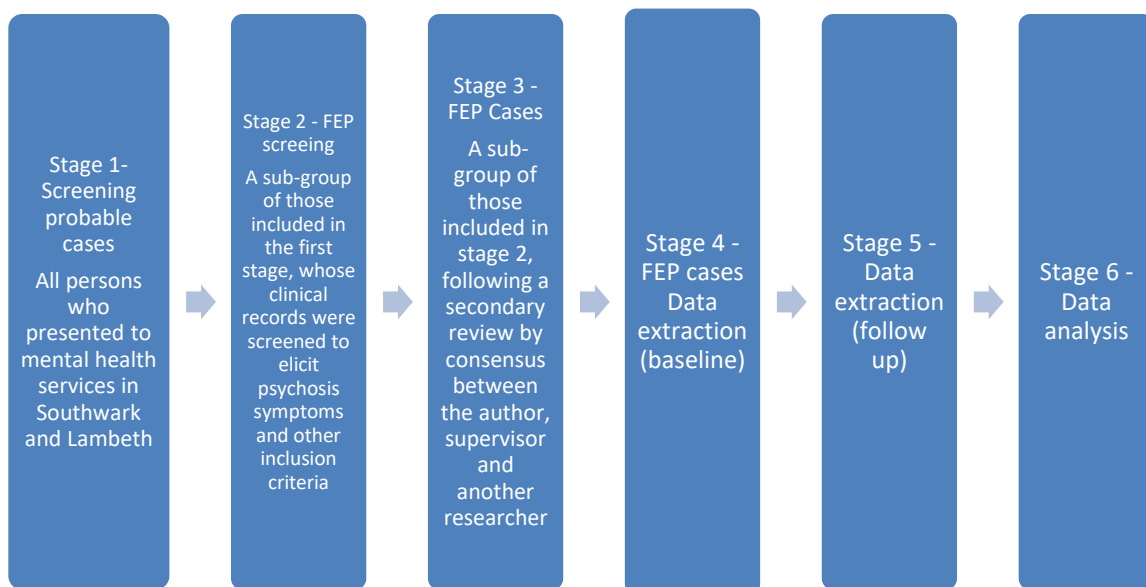 Stage 1-
Screening
probable
cases
All persons
who
presented to
mental health
services in
Southwark
and Lambeth
Stage 2 - FEP
screeing
A sub-group
of those
included in
the first
stage, whose
clinical
records were
screened to
elicit
psychosis
symptoms
and other
inclusion
criteria
Stage 3 -
FEP Cases
A sub-
group of
those
included in
stage 2,
following a
secondary
review by
consensus
between
the author,
supervisor
and
another
researcher
Stage 4 -
FEP cases
Data
extraction
(baseline)
Stage 5 -
Data
extraction
(follow
up)
Stage 6 -
Data
analysis